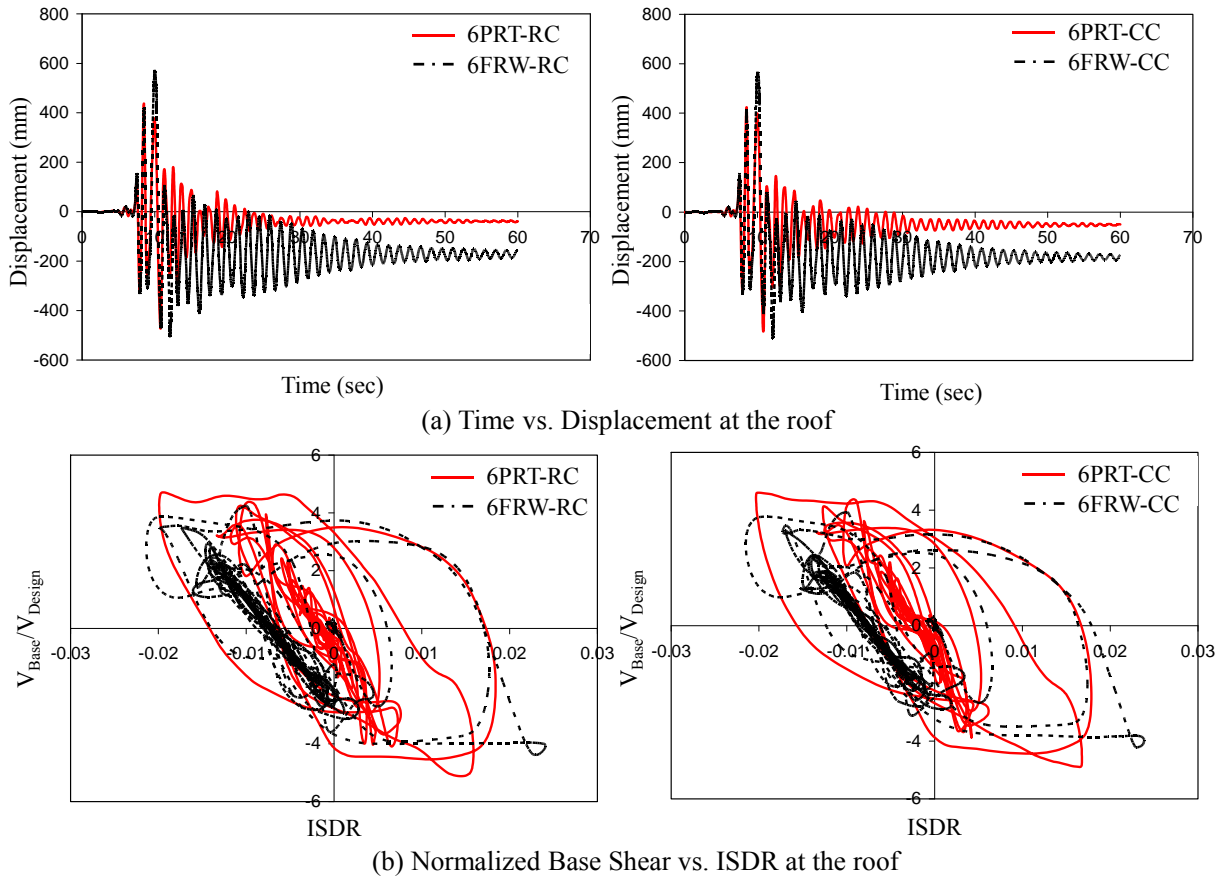 800
600
400
200
0
-200
-400
-600
0 10 20 30 40 50 60 70
Displacement (mm)
Time (sec)
6PRT-RC
6FRW-RC
800
600
400
200
0
-200
-400
-600
0 10 20 30 40 50 60 70
Displacement (mm)
Time (sec)
6PRT-CC
6FRW-CC
(a) Time vs. Displacement at the roof
6
4
2
0
-2
-4
-6
-0.03 -0.02 -0.01 0 0.01 0.02 0.03
V_Base/V_Design
ISDR
6PRT-RC
6FRW-RC
6
4
2
0
-2
-4
-6
-0.03 -0.02 -0.01 0 0.01 0.02 0.03
V_Base/V_Design
ISDR
6PRT-CC
6FRW-CC
(b) Normalized Base Shear vs. ISDR at the roof